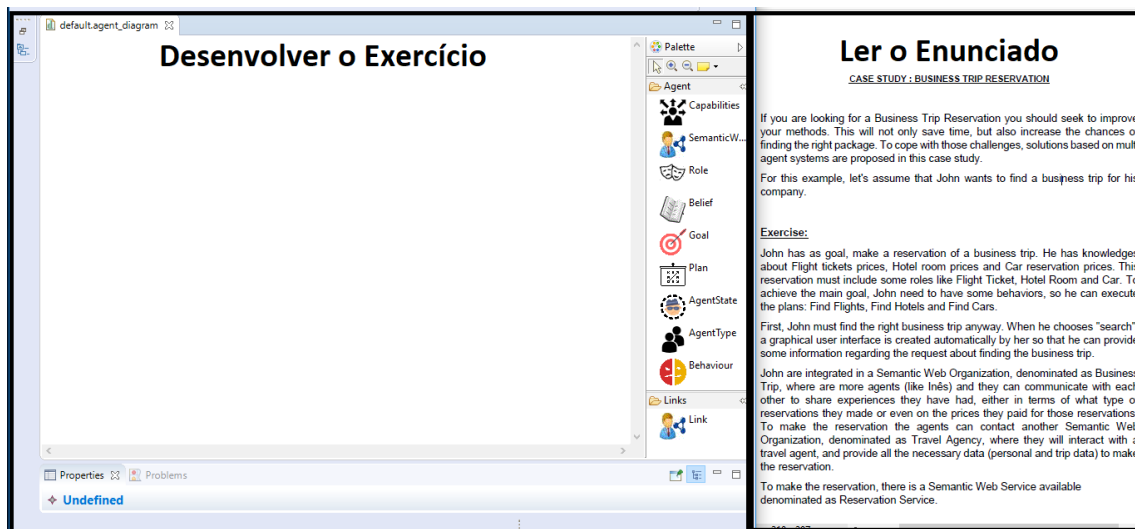 default.agent_diagram
Desenvolver o Exercício
Palette
Agent
Capabilities
SemanticW...
Role
Belief
Goal
Plan
AgentState
AgentType
Behaviour
Links
Link
Properties
Problems
Undefined
Ler o Enunciado
CASE STUDY : BUSINESS TRIP RESERVATION
If you are looking for a Business Trip Reservation you should seek to improve
your methods. This will not only save time, but also increase the chances o
finding the right package. To cope with those challenges, solutions based on mult
agent systems are proposed in this case study.
For this example, let's assume that John wants to find a business trip for his
company.
Exercise:
John has as goal, make a reservation of a business trip. He has knowledges
about Flight tickets prices, Hotel room prices and Car reservation prices. This
reservation must include some roles like Flight Ticket, Hotel Room and Car. To
achieve the main goal, John need to have some behaviors, so he can execute
the plans: Find Flights, Find Hotels and Find Cars.
First, John must find the right business trip anyway. When he chooses "search"
a graphical user interface is created automatically by her so that he can provide
some information regarding the request about finding the business trip.
John are integrated in a Semantic Web Organization, denominated as Business
Trip, where are more agents (like Inês) and they can communicate with each
other to share experiences they have had, either in terms of what type o
reservations they made or even on the prices they paid for those reservations
To make the reservation the agents can contact another Semantic Web
Organization, denominated as Travel Agency, where they will interact with a
travel agent, and provide all the necessary data (personal and trip data) to make
the reservation.
To make the reservation, there is a Semantic Web Service available
denominated as Reservation Service.